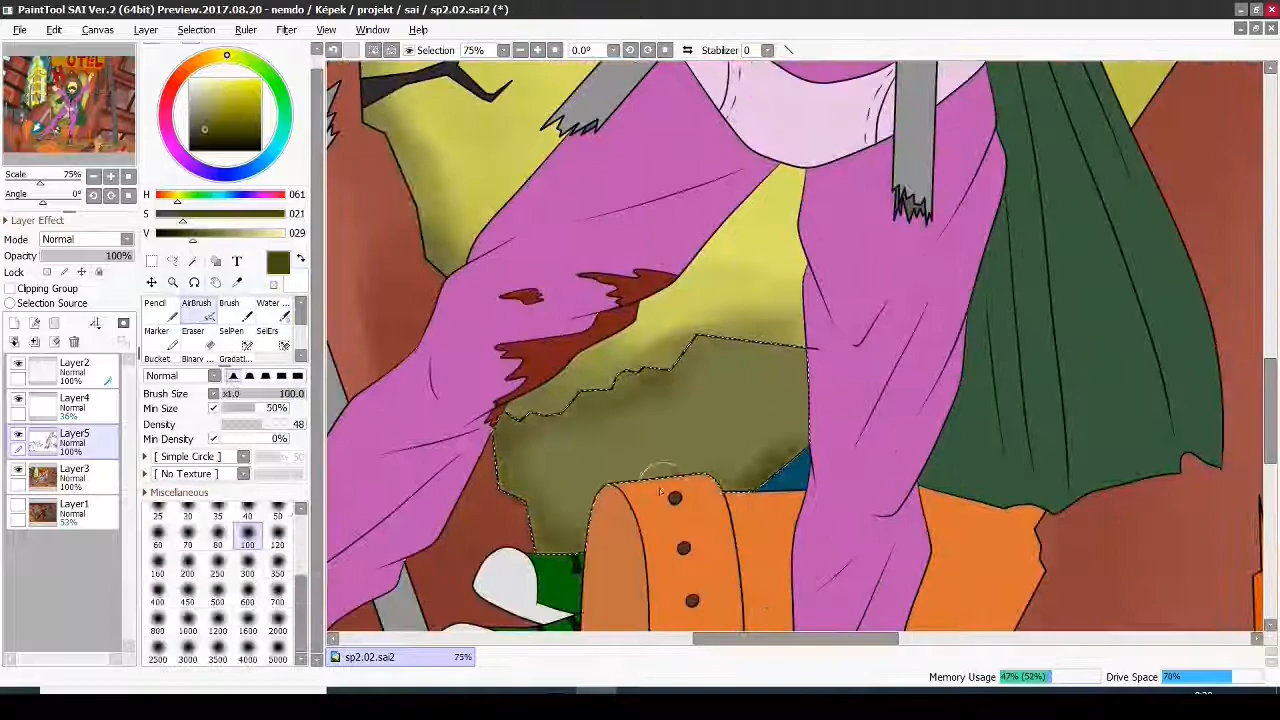 PaintTool SAI Ver.2 (64bit) Preview.2017.08.20 - nemdo / Képek / projekt / sai / sp2.02.sai2 (*)
File Edit Canvas Layer Selection Ruler Filter Window Help
Selection 75% 0.0° Stabilizer 0
HOTEL
Scale 75%
Angle 0°
Layer Effect
Mode Normal
Opacity 100%
Lock
Clipping Group
Selection Source
Layer2
Normal
100%
Layer4
Normal
36%
Layer5
Normal
100%
Layer3
Normal
100%
Layer1
Normal
53%
H 061
S 021
V 029
T
Pencil AirBrush Brush Water ...
Marker Eraser SelPen SelErs
Bucket Binary ... Gradati...
Normal
Brush Size x1.0 100.0
Min Size 50%
Density 48
Min Density 0%
[ Simple Circle ] 50
[ No Texture ]
Miscellaneous
25 30 35 40 50
60 70 80 100 120
160 200 250 300 350
400 450 500 600 700
800 1000 1200 1600 2000
2500 3000 3500 4000 5000
sp2.02.sai2 75%
Memory Usage 47% (52%) Drive Space 70%